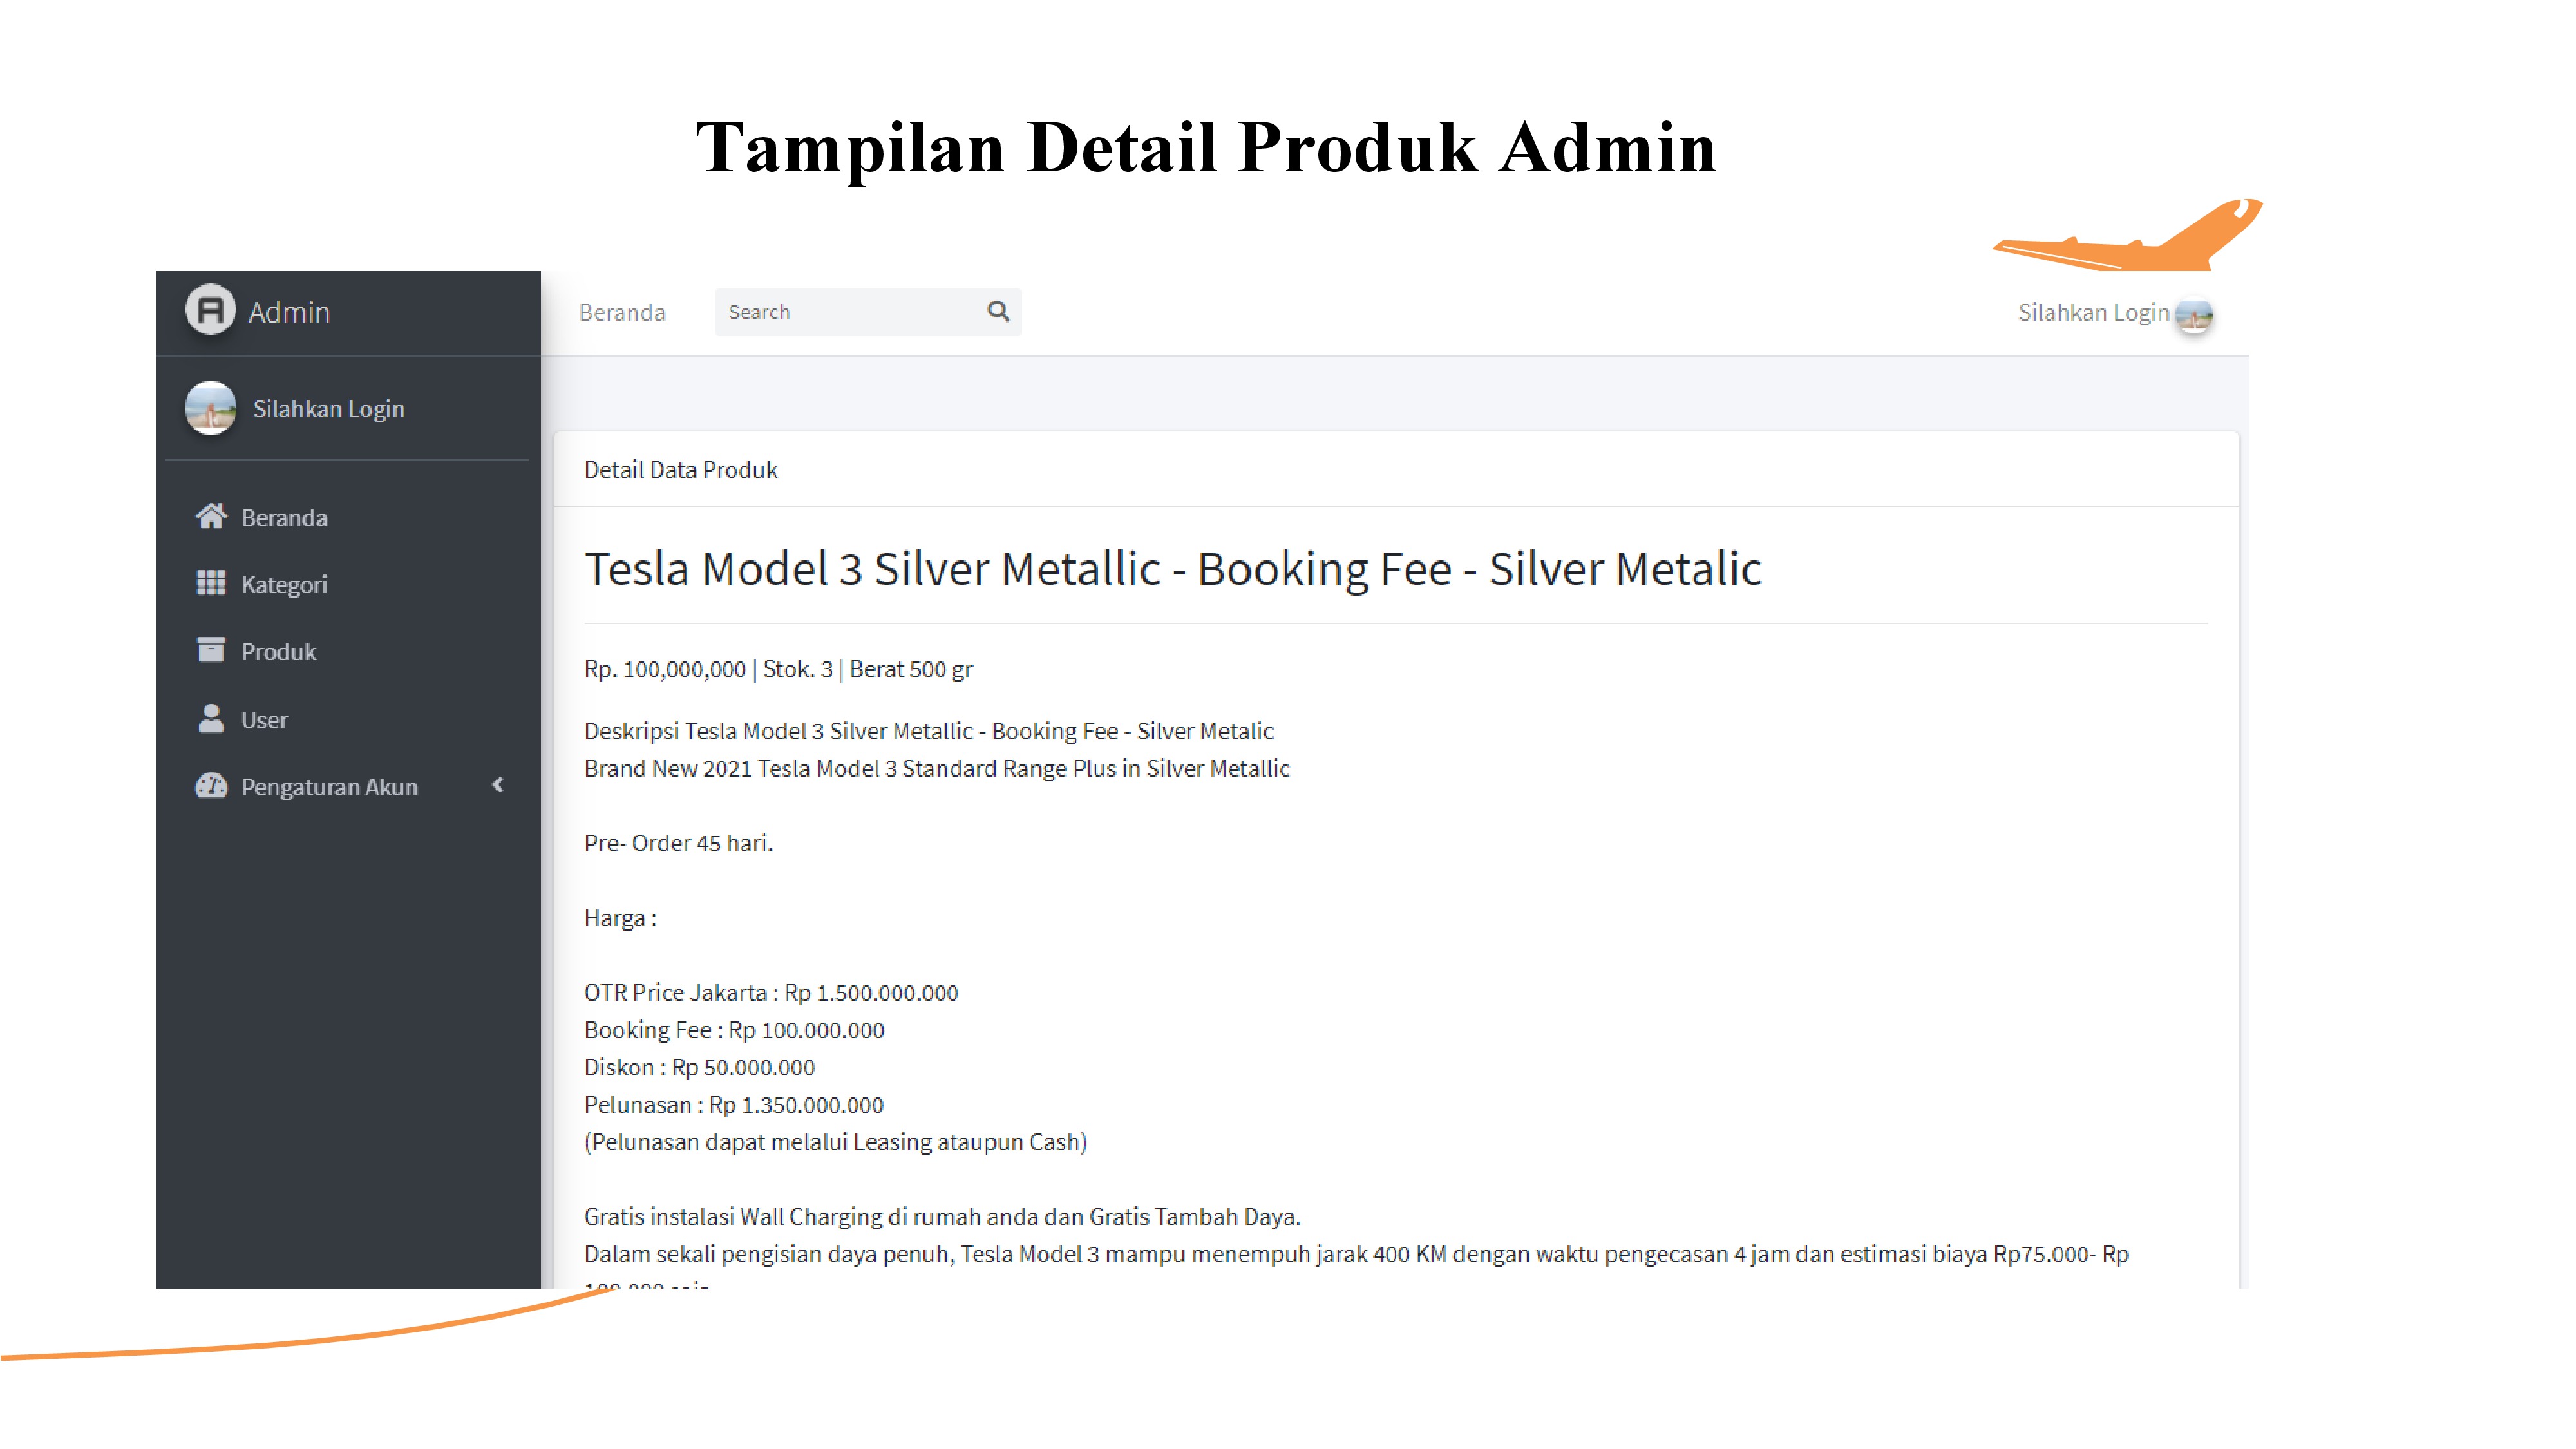 Tampilan Detail Produk Admin
Admin
Beranda
Search
Silahkan Login
Silahkan Login
Beranda
Kategori
Produk
User
Pengaturan Akun
Detail Data Produk
Tesla Model 3 Silver Metallic - Booking Fee - Silver Metalic
Rp. 100,000,000 | Stok. 3 | Berat 500 gr
Deskripsi Tesla Model 3 Silver Metallic - Booking Fee - Silver Metalic
Brand New 2021 Tesla Model 3 Standard Range Plus in Silver Metallic
Pre- Order 45 hari.
Harga :
OTR Price Jakarta : Rp 1.500.000.000
Booking Fee : Rp 100.000.000
Diskon : Rp 50.000.000
Pelunasan : Rp 1.350.000.000
(Pelunasan dapat melalui Leasing ataupun Cash)
Gratis instalasi Wall Charging di rumah anda dan Gratis Tambah Daya.
Dalam sekali pengisian daya penuh, Tesla Model 3 mampu menempuh jarak 400 KM dengan waktu pengecasan 4 jam dan estimasi biaya Rp75.000- Rp